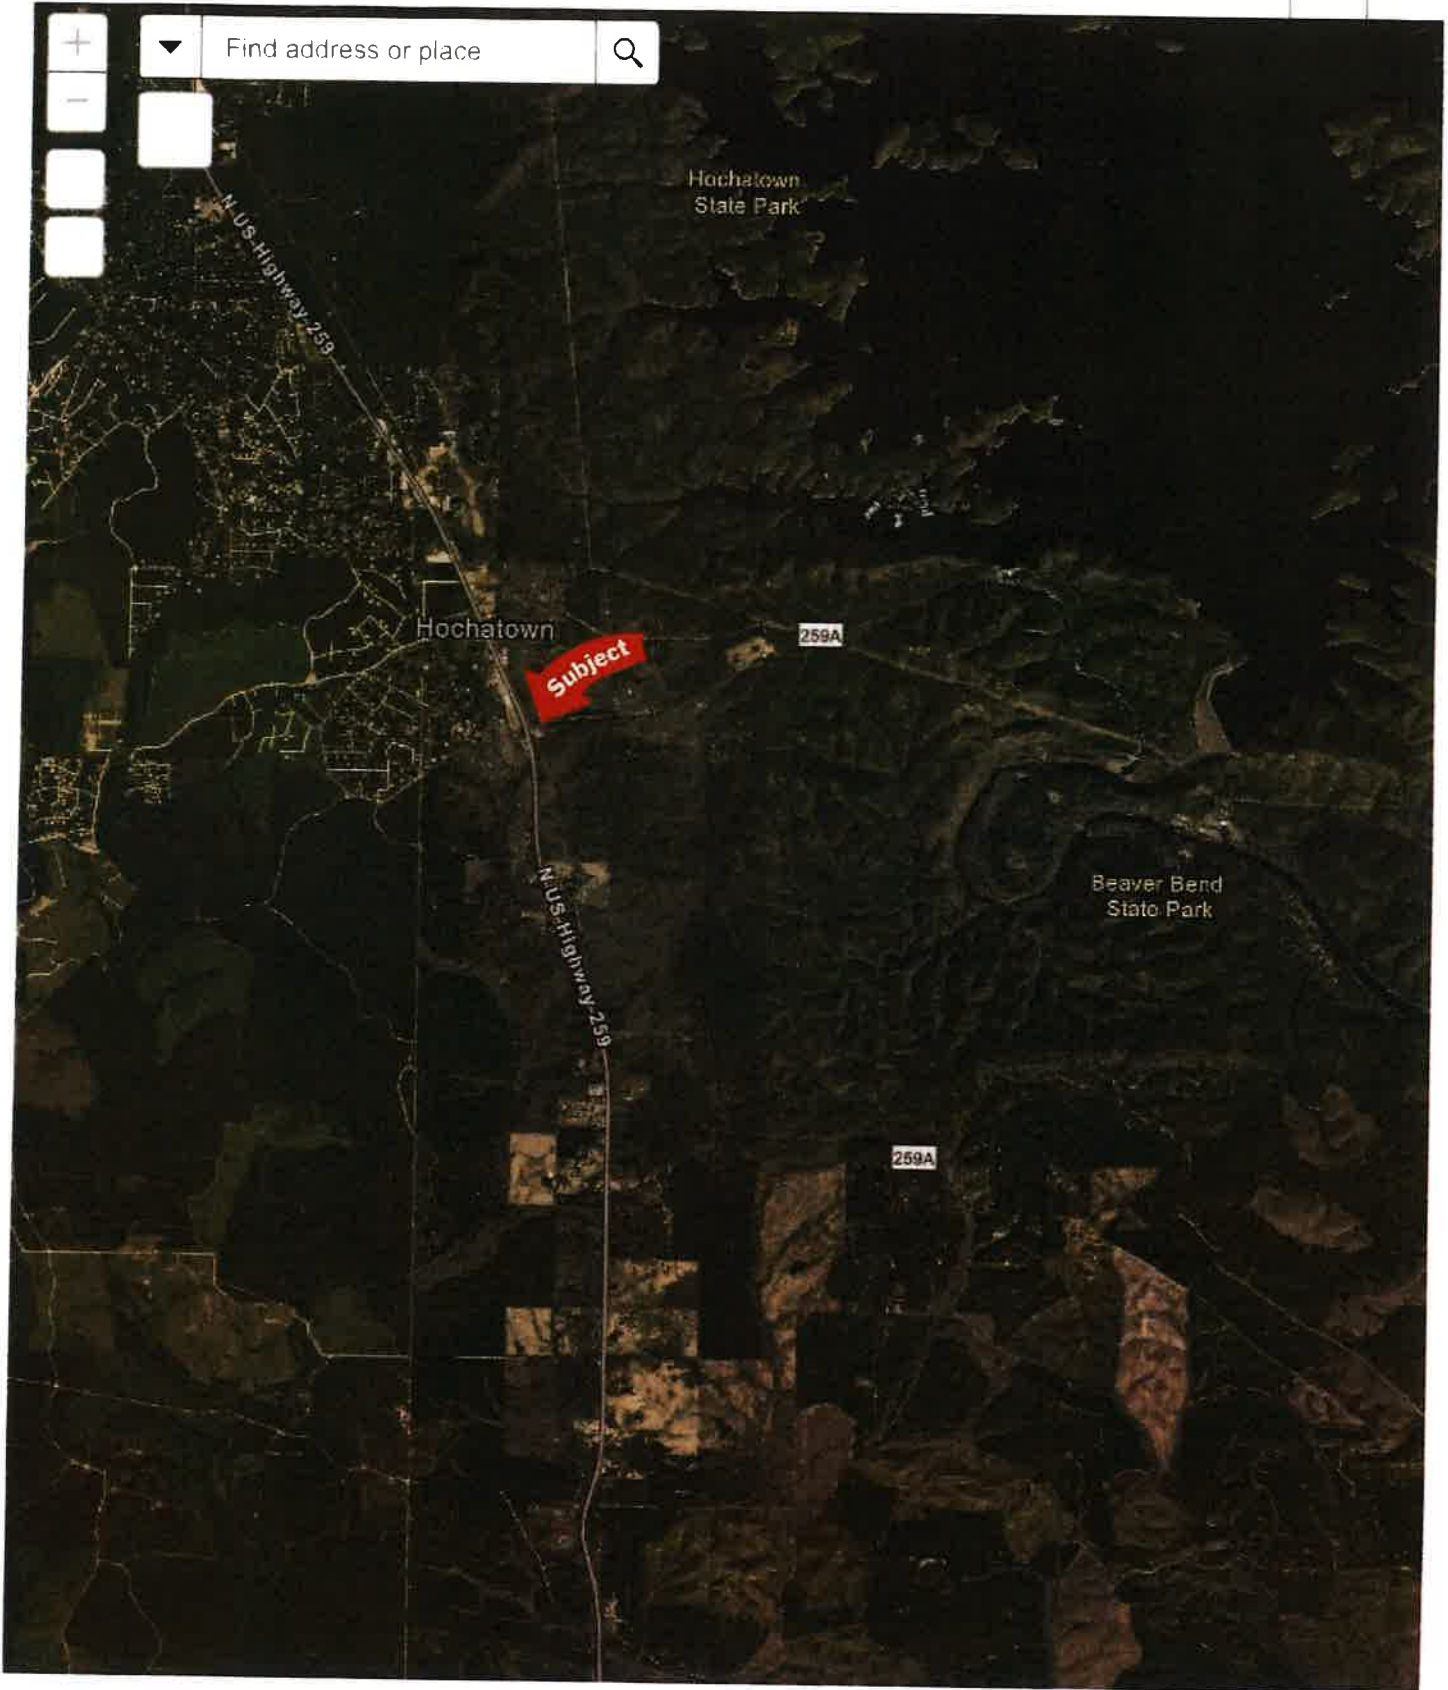 Find address or place
Hochatown
State Park
N US Highway 259
Hochatown
Subject
259A
Beaver Bend
State Park
N US Highway 259
259A